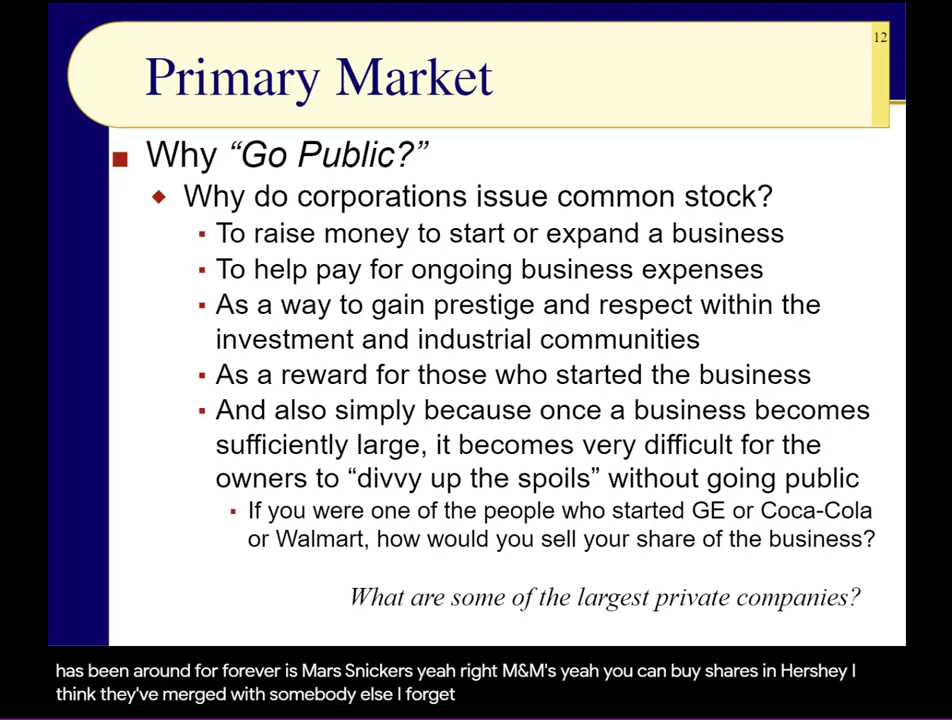 12
Primary Market
Why “Go Public?”
Why do corporations issue common stock?
To raise money to start or expand a business
To help pay for ongoing business expenses
As a way to gain prestige and respect within the
investment and industrial communities
As a reward for those who started the business
And also simply because once a business becomes
sufficiently large, it becomes very difficult for the
owners to “divvy up the spoils” without going public
If you were one of the people who started GE or Coca-Cola
or Walmart, how would you sell your share of the business?
What are some of the largest private companies?
has been around for forever is Mars Snickers yeah right M&M's yeah you can buy shares in Hershey I
think they've merged with somebody else I forget